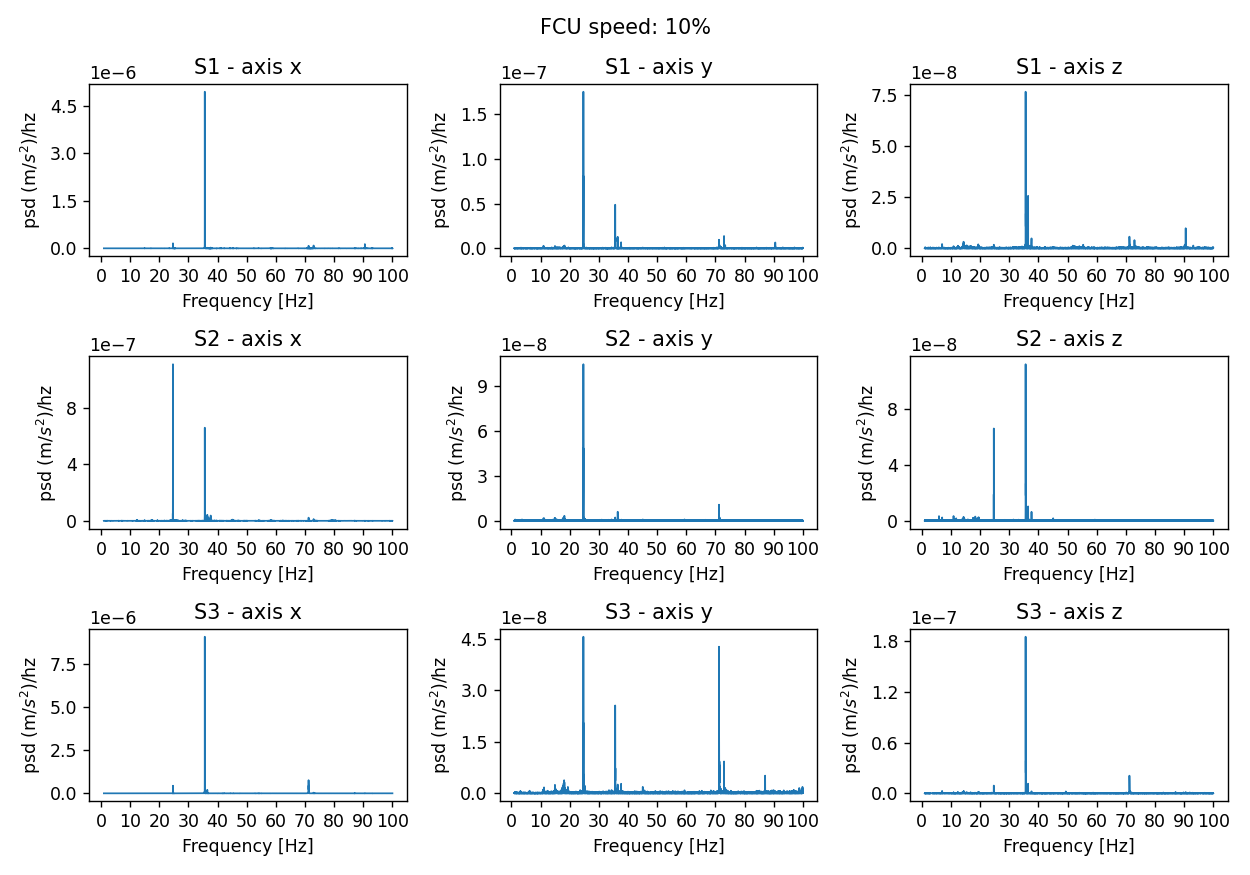 FCU speed: 10%
S1 - axis x
1e−6
psd (m/s²)/hz
4.5
3.0
1.5
0.0
0 10 20 30 40 50 60 70 80 90 100
Frequency [Hz]
S1 - axis y
1e−7
psd (m/s²)/hz
1.5
1.0
0.5
0.0
0 10 20 30 40 50 60 70 80 90 100
Frequency [Hz]
S1 - axis z
1e−8
psd (m/s²)/hz
7.5
5.0
2.5
0.0
0 10 20 30 40 50 60 70 80 90 100
Frequency [Hz]
S2 - axis x
1e−7
psd (m/s²)/hz
8
4
0
0 10 20 30 40 50 60 70 80 90 100
Frequency [Hz]
S2 - axis y
1e−8
psd (m/s²)/hz
9
6
3
0
0 10 20 30 40 50 60 70 80 90 100
Frequency [Hz]
S2 - axis z
1e−8
psd (m/s²)/hz
8
4
0
0 10 20 30 40 50 60 70 80 90 100
Frequency [Hz]
S3 - axis x
1e−6
psd (m/s²)/hz
7.5
5.0
2.5
0.0
0 10 20 30 40 50 60 70 80 90 100
Frequency [Hz]
S3 - axis y
1e−8
psd (m/s²)/hz
4.5
3.0
1.5
0.0
0 10 20 30 40 50 60 70 80 90 100
Frequency [Hz]
S3 - axis z
1e−7
psd (m/s²)/hz
1.8
1.2
0.6
0.0
0 10 20 30 40 50 60 70 80 90 100
Frequency [Hz]